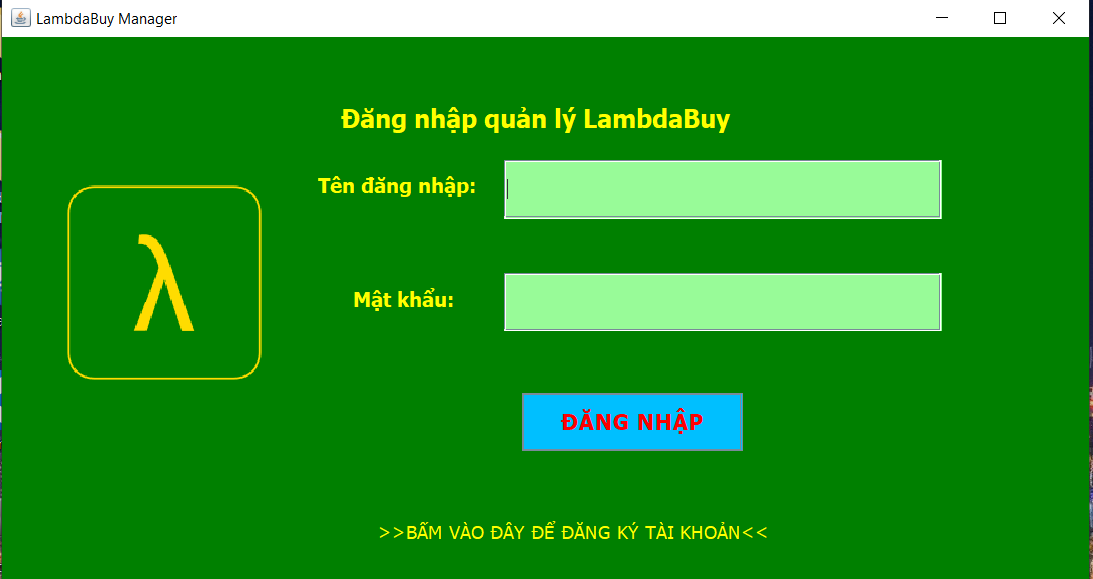 LambdaBuy Manager
Đăng nhập quản lý LambdaBuy
Tên đăng nhập:
λ
Mật khẩu:
ĐĂNG NHẬP
>>BẤM VÀO ĐÂY ĐỂ ĐĂNG KÝ TÀI KHOẢN<<